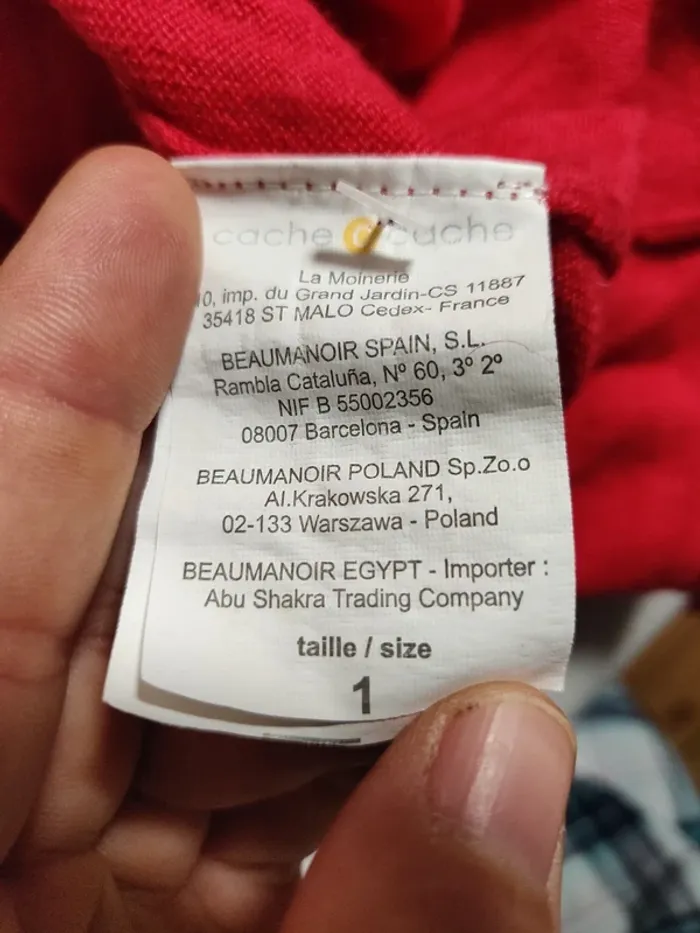 cache cache
La Moinerie
10, imp. du Grand Jardin-CS 11887
35418 ST MALO Cedex- France
BEAUMANOIR SPAIN, S.L.
Rambla Cataluña, Nº 60, 3º 2º
NIF B 55002356
08007 Barcelona - Spain
BEAUMANOIR POLAND Sp.Zo.o
Al.Krakowska 271,
02-133 Warszawa - Poland
BEAUMANOIR EGYPT - Importer :
Abu Shakra Trading Company
taille / size
1